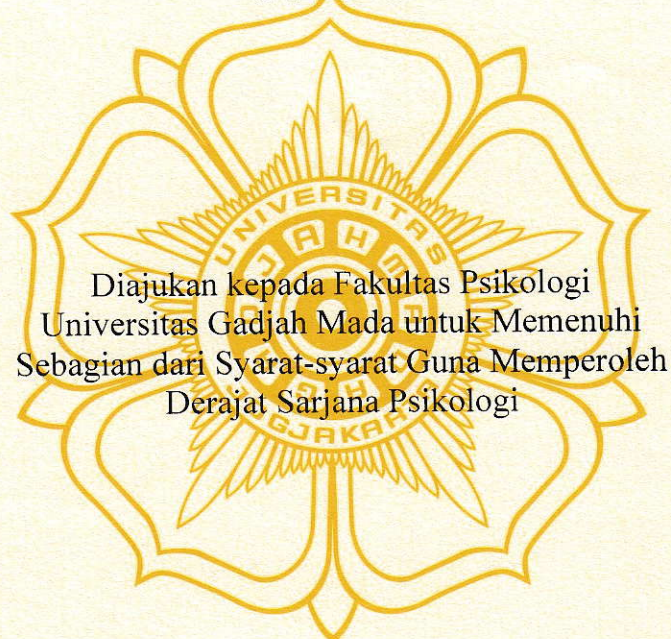 UNIVERSITAS
Diajukan kepada Fakultas Psikologi
Universitas Gadjah Mada untuk Memenuhi
Sebagian dari Syarat-syarat Guna Memperoleh
Derajat Sarjana Psikologi